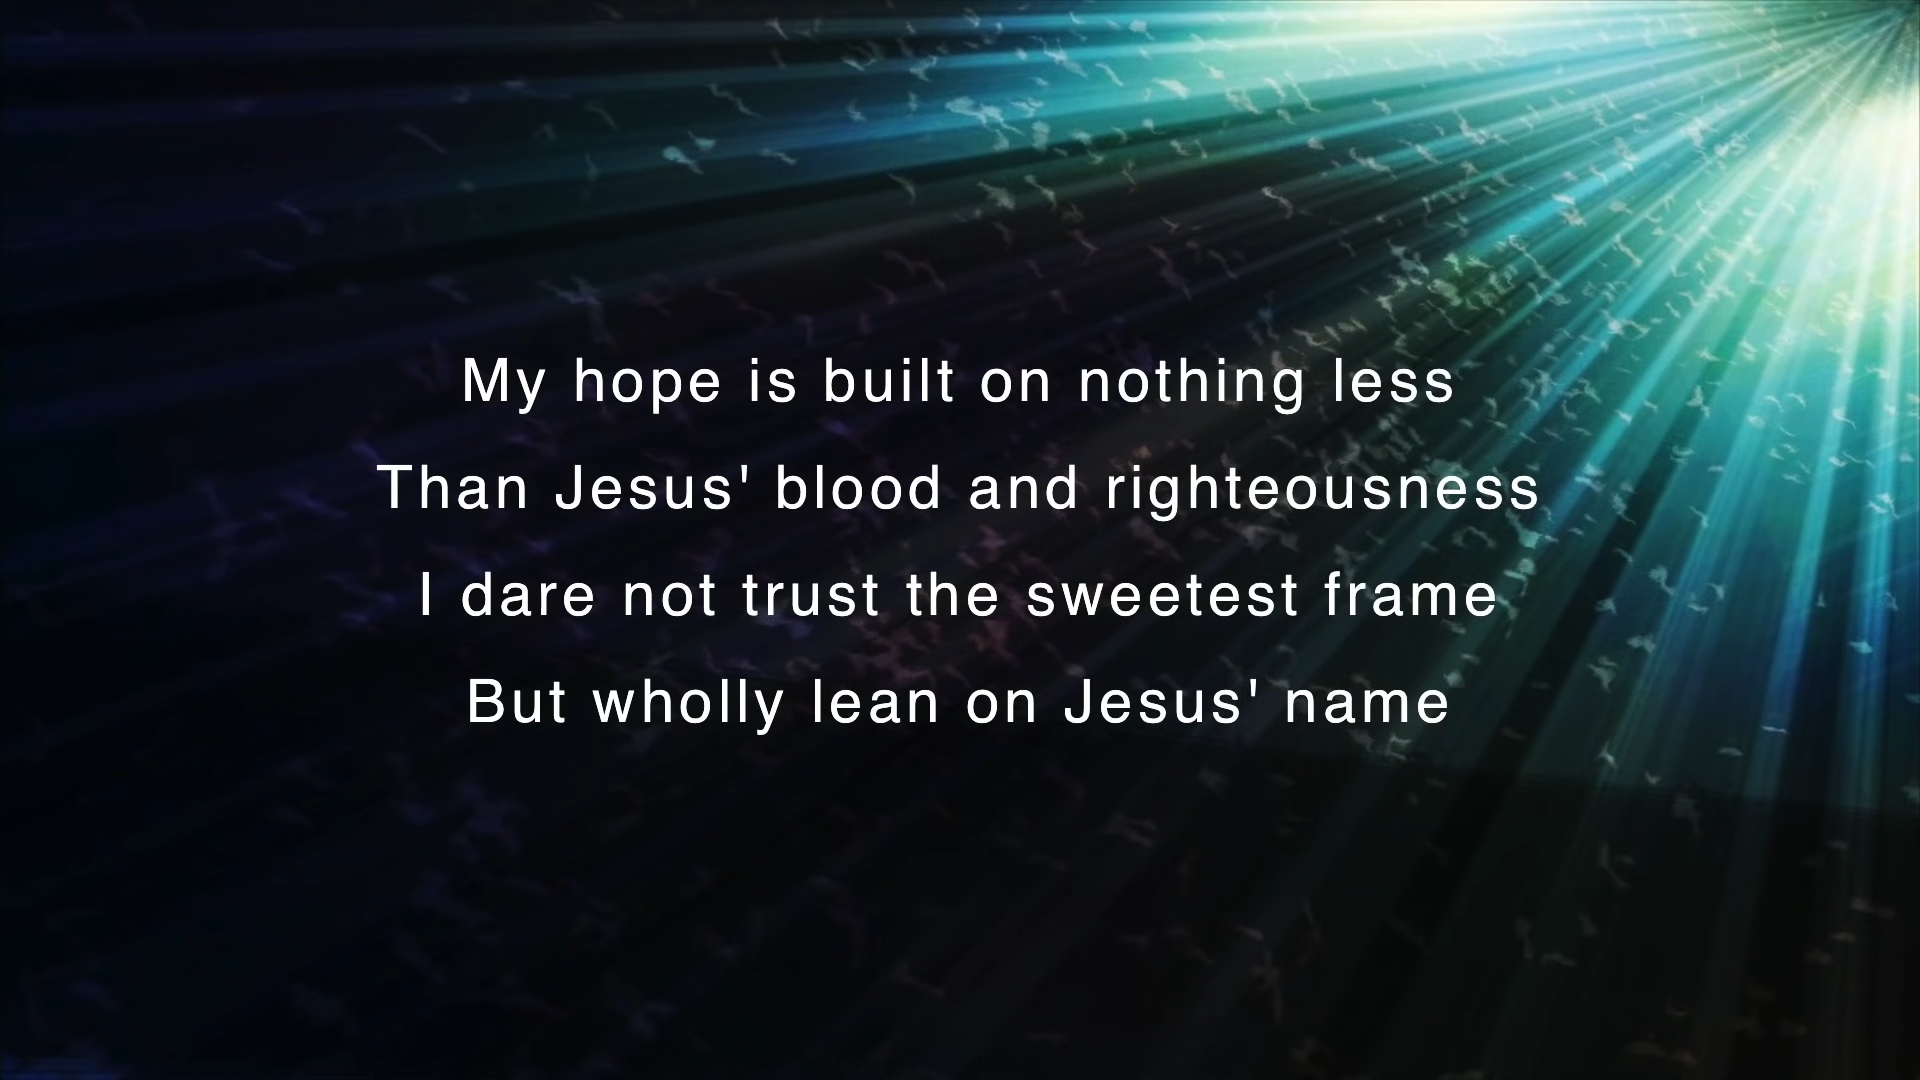 My hope is built on nothing less
Than Jesus' blood and righteousness
I dare not trust the sweetest frame
But wholly lean on Jesus' name